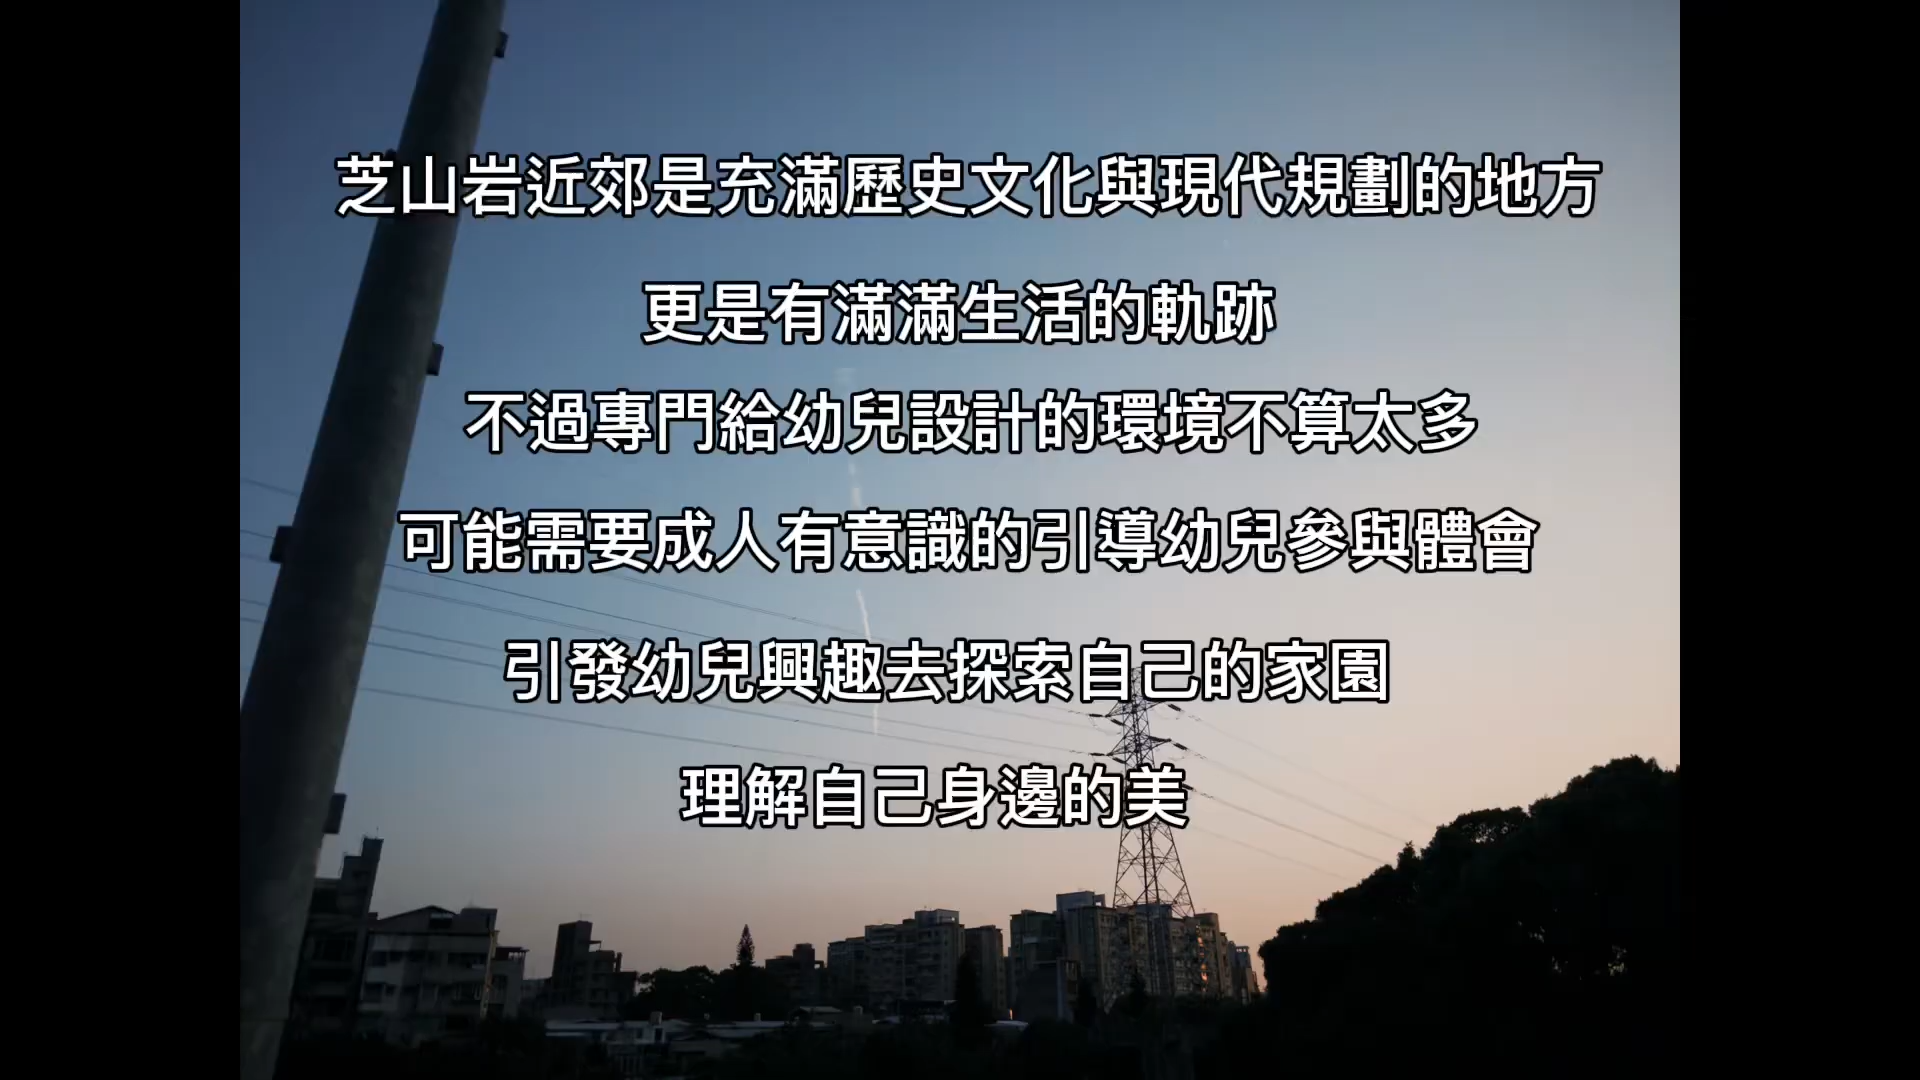 芝山岩近郊是充滿歷史文化與現代規劃的地方
更是有滿滿生活的軌跡
不過專門給幼兒設計的環境不算太多
可能需要成人有意識的引導幼兒參與體會
引發幼兒興趣去探索自己的家園
理解自己身邊的美